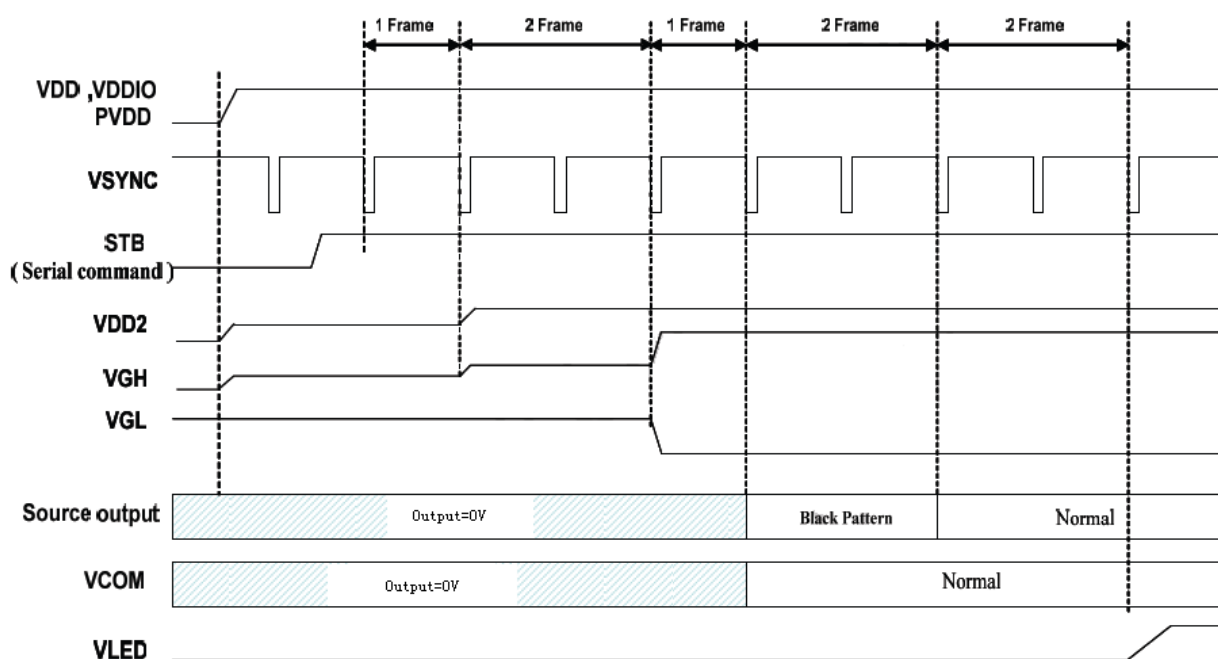 1 Frame 2 Frame 1 Frame 2 Frame 2 Frame
VDD ,VDDIO
PVDD
VSYNC
STB
( Serial command )
VDD2
VGH
VGL
Source output Output=0V Black Pattern Normal
VCOM Output=0V Normal
VLED